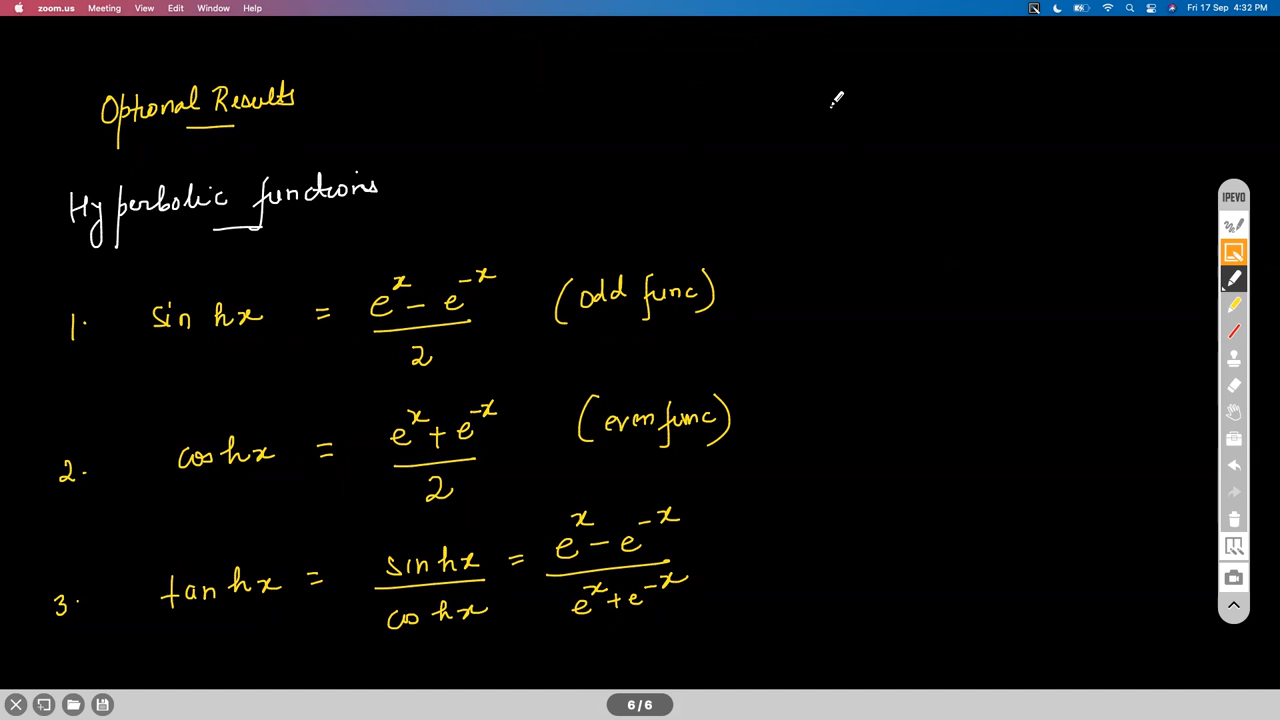 zoom.us Meeting View Edit Window Help Fri 17 Sep 4:32 PM
Optional Results
Hyperbolic functions
IPEVO
1. sin hx = (e^x - e^-x)/2 (odd func)
2. cos hx = (e^x + e^-x)/2 (even func)
3. tan hx = sin hx/cos hx = (e^x - e^-x)/(e^x + e^-x)
6/6